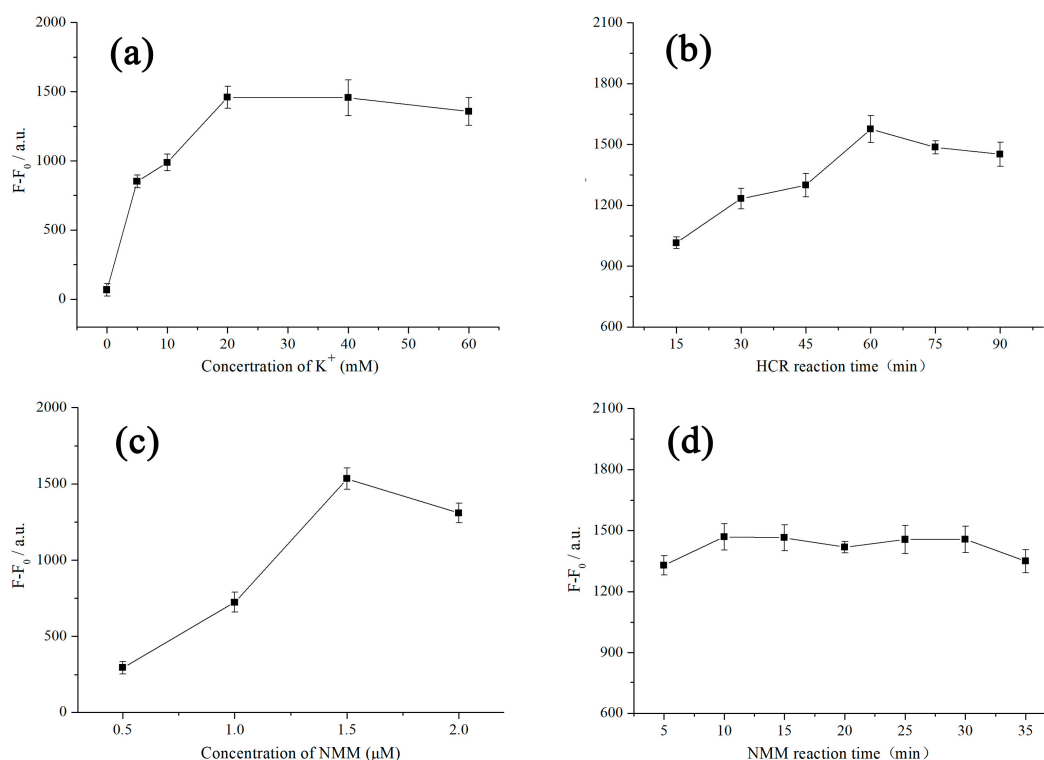 (a)
2000
1500
1000
500
0
F-F0 / a.u.
0 10 20 30 40 50 60
Concertration of K+ (mM)
(b)
2100
1800
1500
1200
900
600
15 30 45 60 75 90
HCR reaction time（min）
(c)
2000
1500
1000
500
0
F-F0 / a.u.
0.5 1.0 1.5 2.0
Concentration of NMM (μM)
(d)
2100
1800
1500
1200
900
600
F-F0 / a.u.
5 10 15 20 25 30 35
NMM reaction time（min）